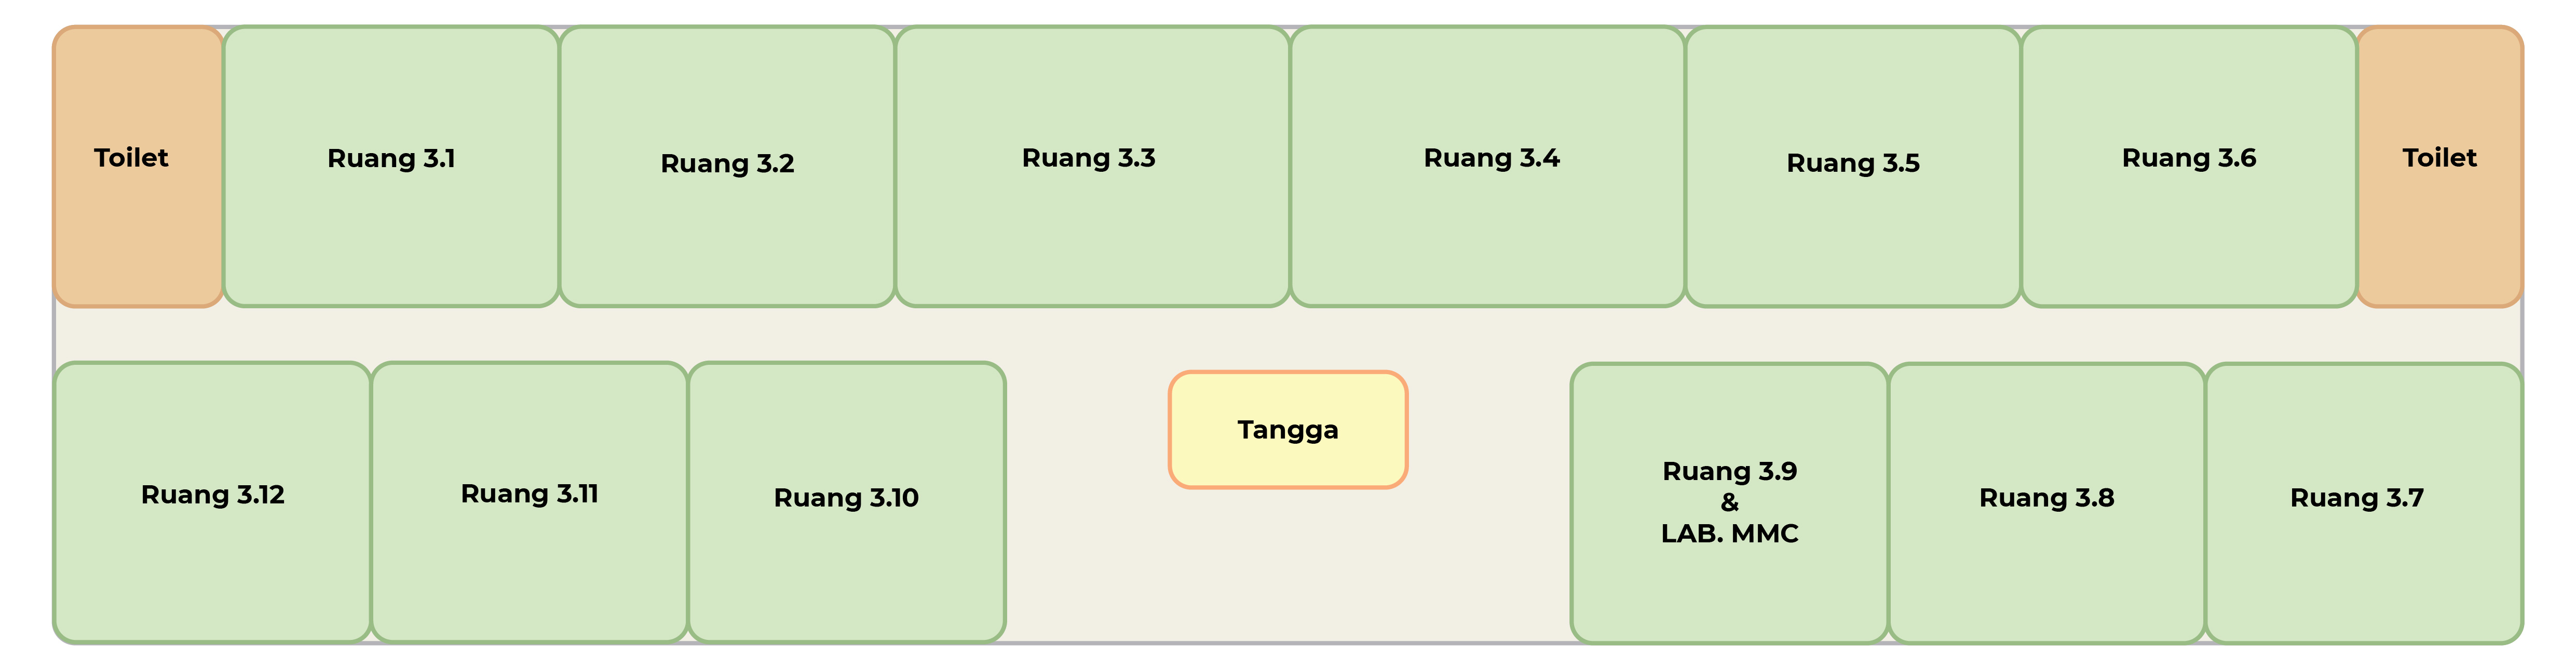 Toilet
Ruang 3.1
Ruang 3.2
Ruang 3.3
Ruang 3.4
Ruang 3.5
Ruang 3.6
Toilet
Ruang 3.12
Ruang 3.11
Ruang 3.10
Tangga
Ruang 3.9
&
LAB. MMC
Ruang 3.8
Ruang 3.7